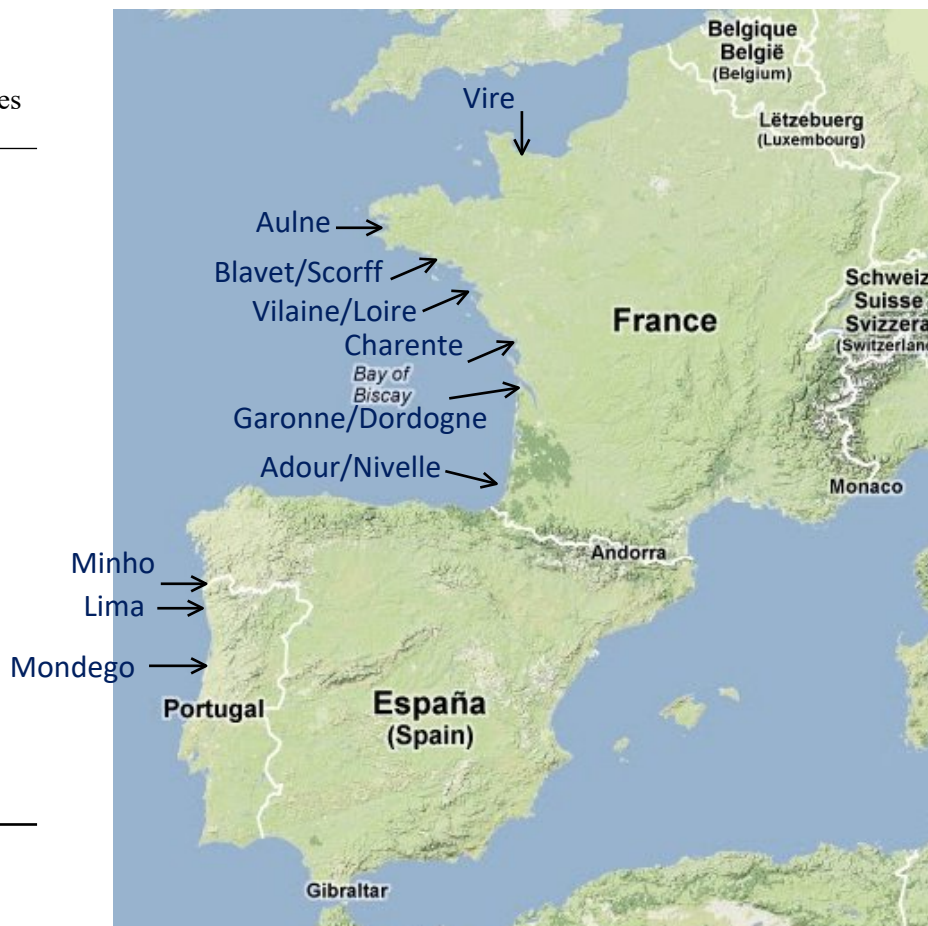 es
Belgique
België
(Belgium)
Vire
Lëtzebuerg
(Luxembourg)
Aulne
Blavet/Scorff
Schweiz
Suisse
Vilaine/Loire
France
Svizzera
(Switzerlan
Charente
Bay of
Biscay
Garonne/Dordogne
Adour/Nivelle
Monaco
Andorra
Minho
Lima
Mondego
Portugal
España
(Spain)
Gibraltar